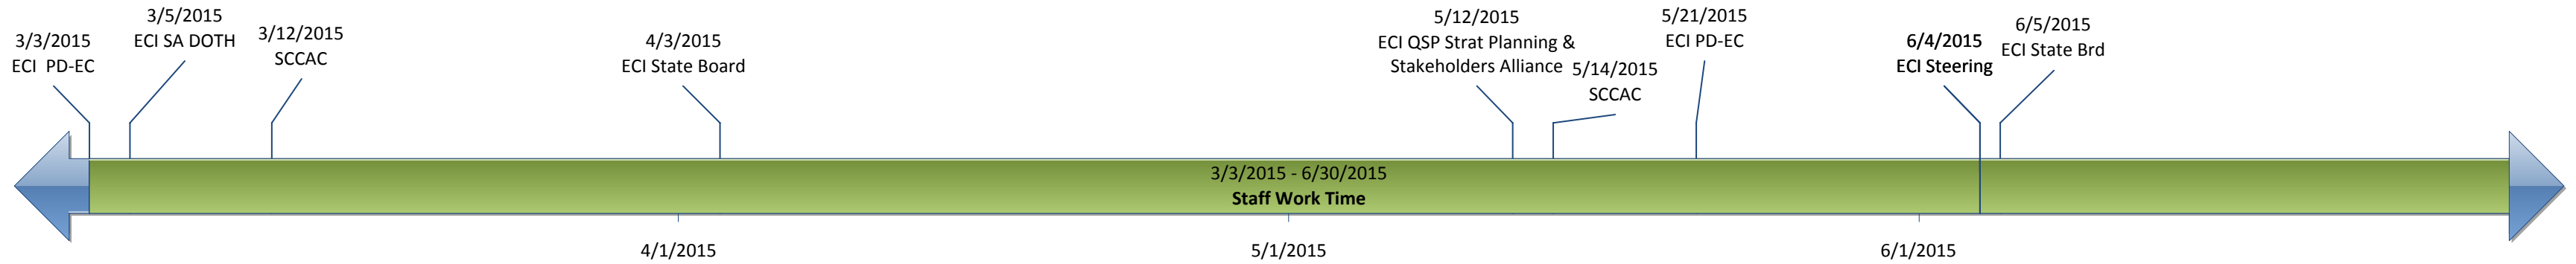 3/3/2015
ECI  PD-EC
3/5/2015
ECI SA DOTH
3/12/2015
SCCAC
4/3/2015
ECI State Board
5/12/2015
ECI QSP Strat Planning &
Stakeholders Alliance
5/14/2015
SCCAC
5/21/2015
ECI PD-EC
6/4/2015
ECI Steering
6/5/2015
ECI State Brd
3/3/2015 - 6/30/2015
Staff Work Time
4/1/2015
5/1/2015
6/1/2015